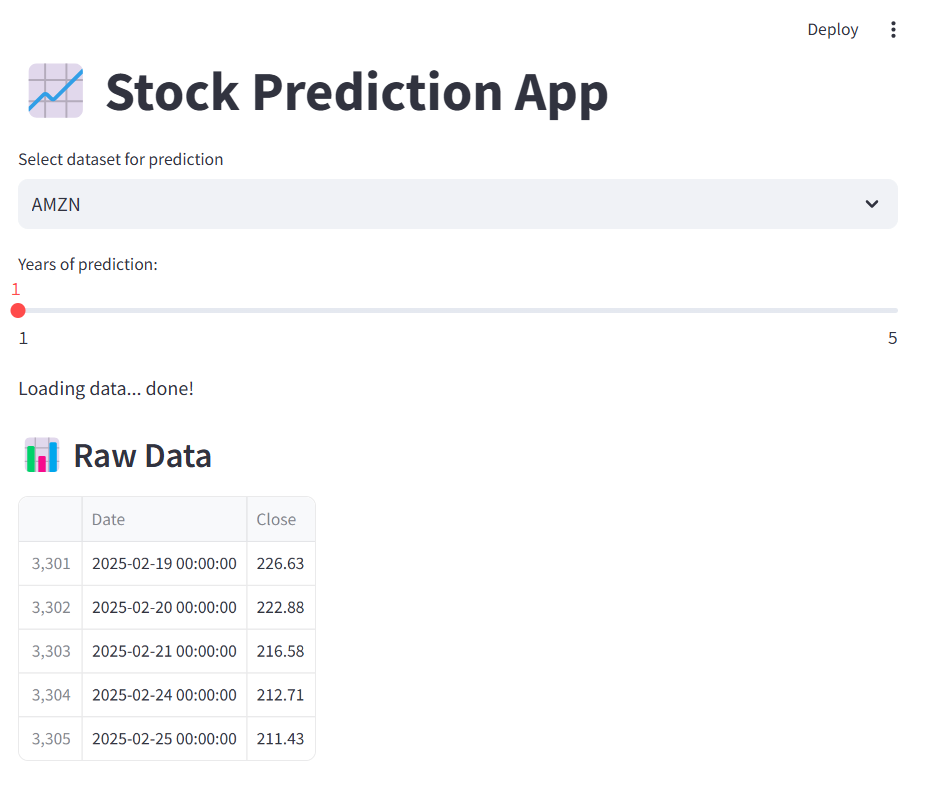 Deploy
Stock Prediction App
Select dataset for prediction
AMZN
Years of prediction:
1
1 5
Loading data... done!
Raw Data
Date Close
3,301 2025-02-19 00:00:00 226.63
3,302 2025-02-20 00:00:00 222.88
3,303 2025-02-21 00:00:00 216.58
3,304 2025-02-24 00:00:00 212.71
3,305 2025-02-25 00:00:00 211.43